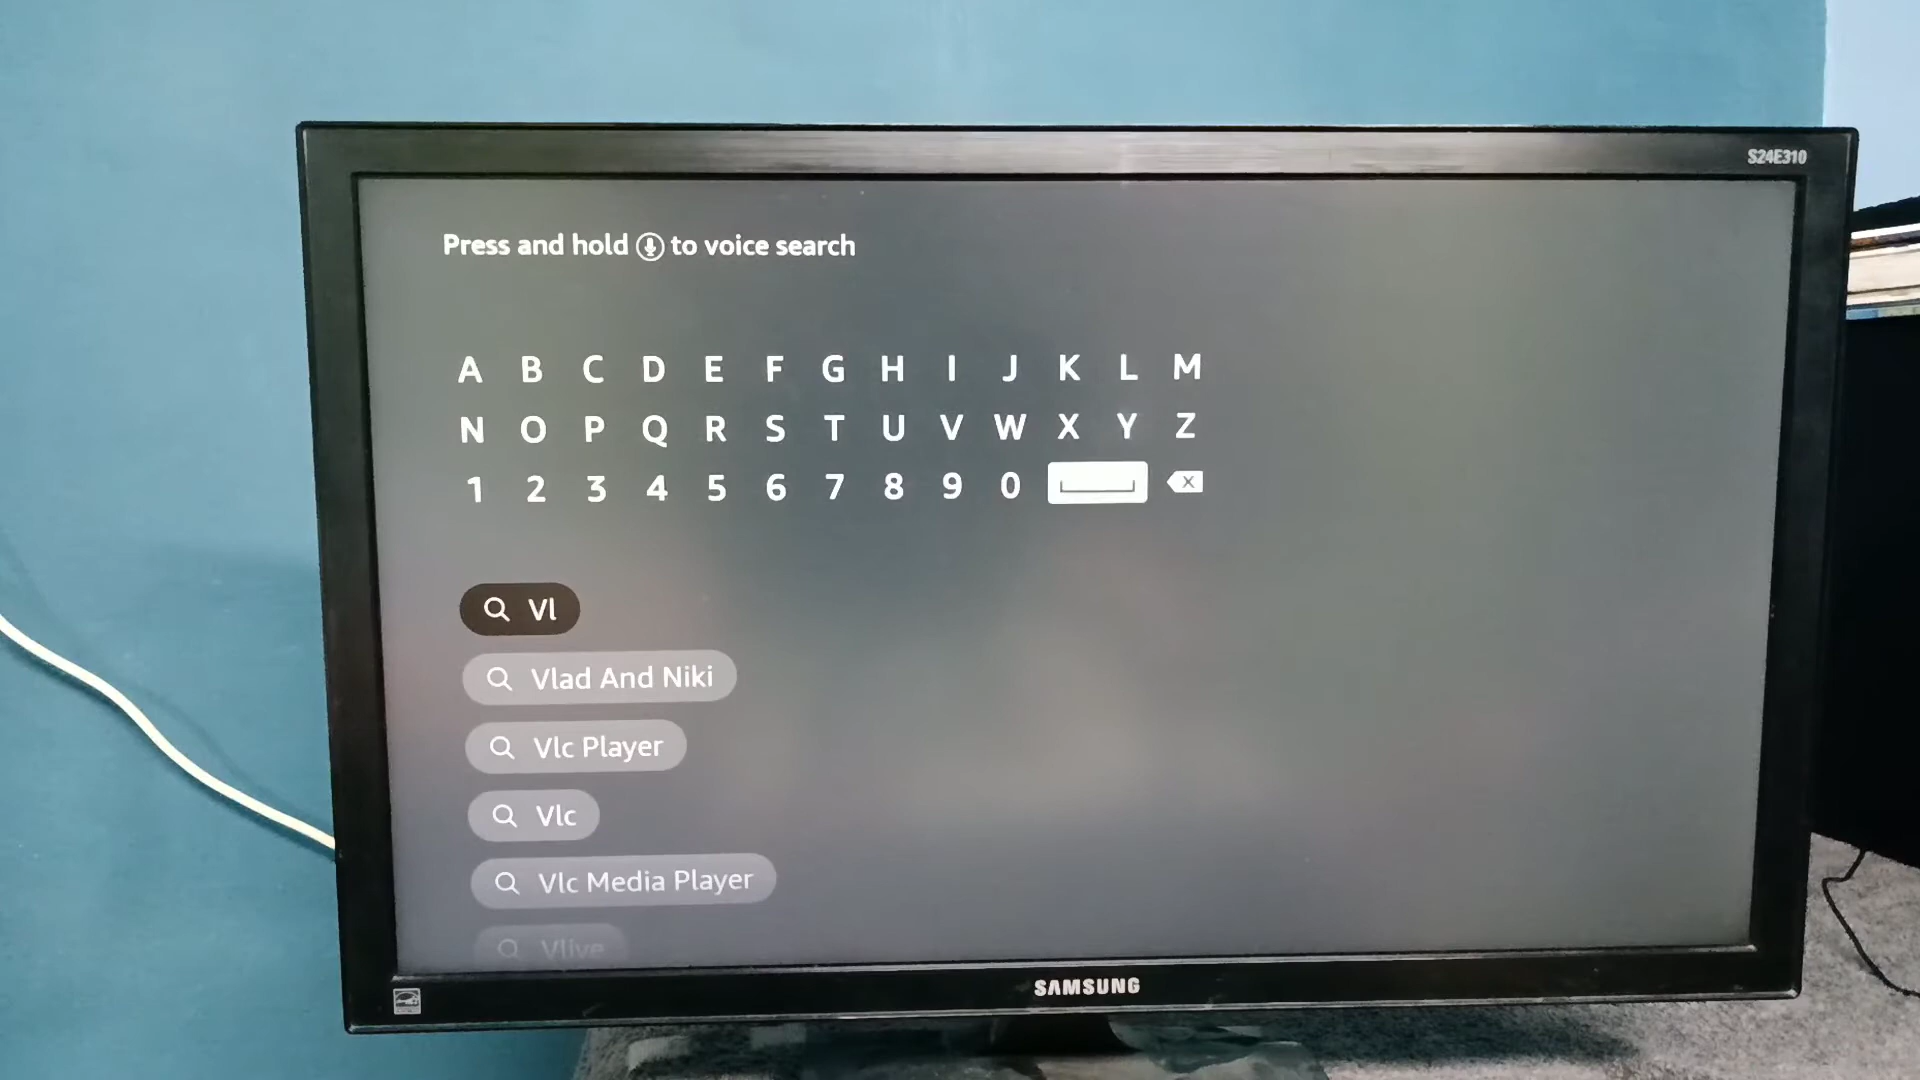 S24E310
Press and hold to voice search
A B C D E F G H I J K L M
N O P Q R S T U V W X Y Z
1 2 3 4 5 6 7 8 9 0
Vl
Vlad And Niki
Vlc Player
Vlc
Vlc Media Player
Vlive
SAMSUNG